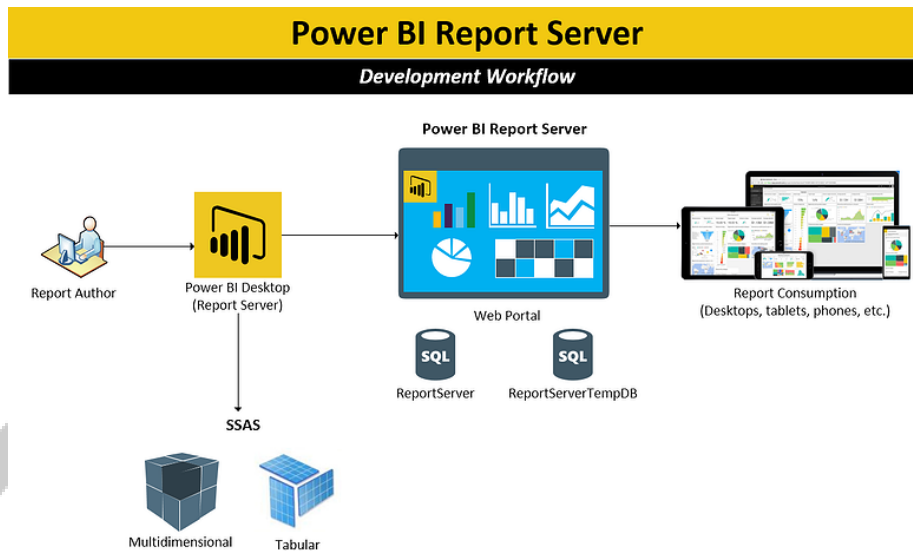 Power BI Report Server
Development Workflow
Power BI Report Server
Report Author
Power BI Desktop
(Report Server)
Web Portal
Report Consumption
(Desktops, tablets, phones, etc.)
SQL
SQL
ReportServer
ReportServerTempDB
SSAS
Multidimensional
Tabular